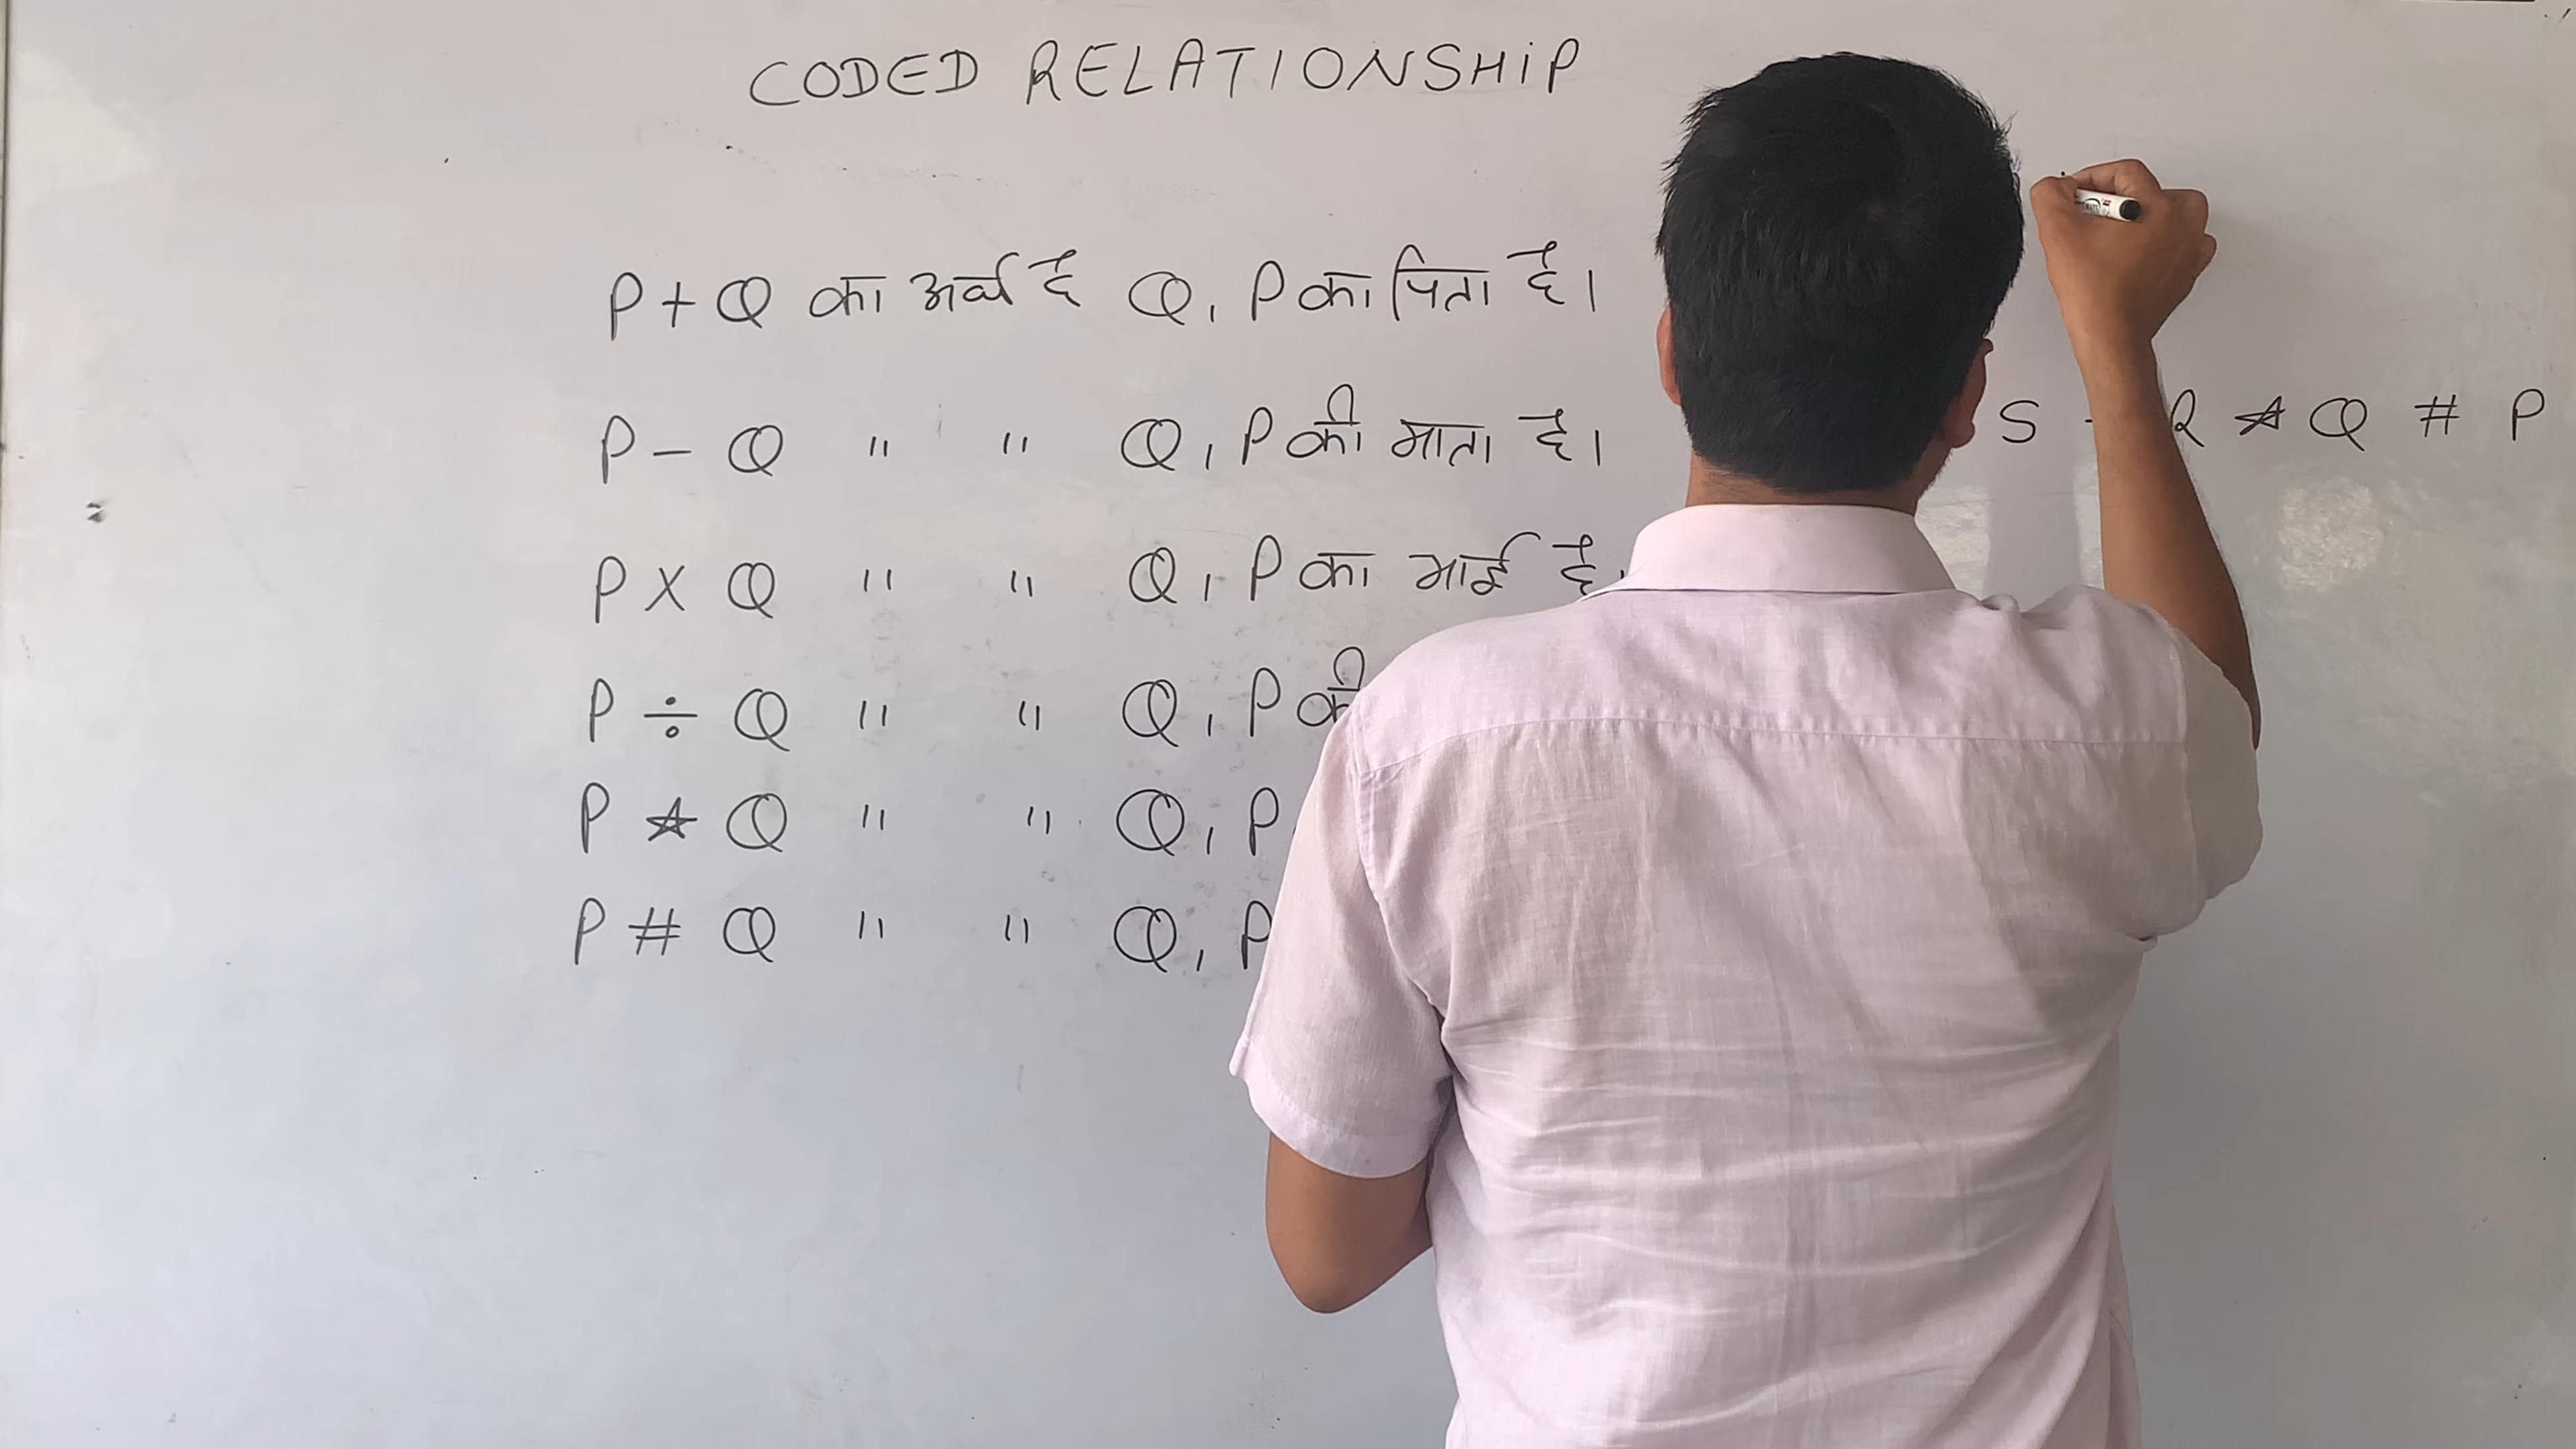 CODED RELATIONSHIP
P + Q का अर्थ है Q, P का पिता है।
P - Q " " Q, P की माता है।
P X Q " " Q, P का भाई है।
P ÷ Q " " Q, P की
P ☆ Q " " Q, P
P # Q " " Q, P
S R ☆ Q # P